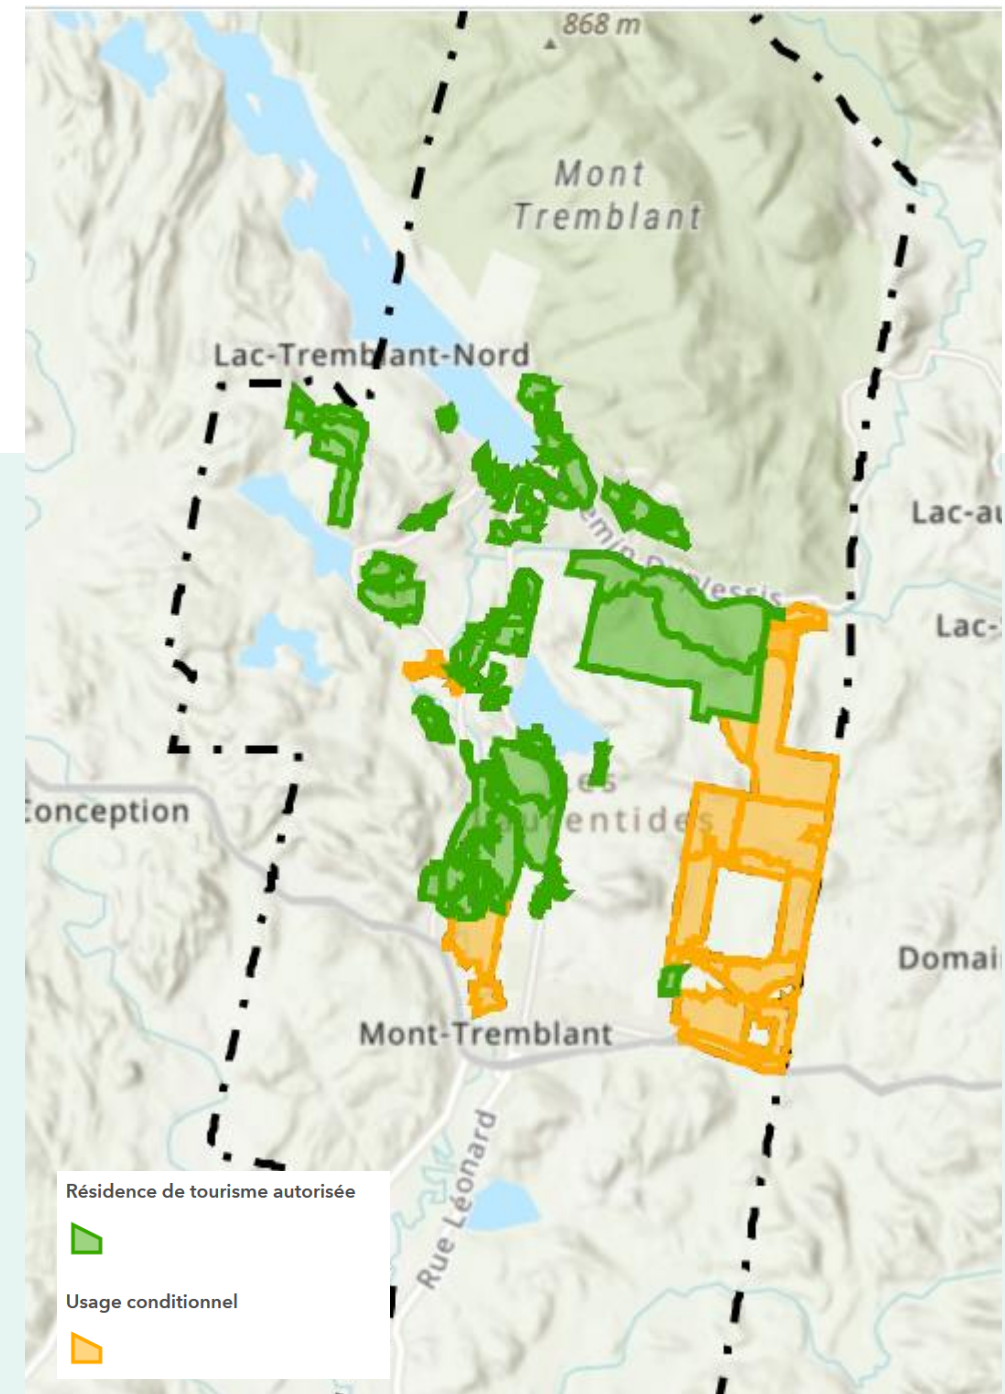 868 m
Mont
Tremblant
Lac-Tremblant-Nord
Lac-au
Lac-
Conception
Laurentides
Domai
Mont-Tremblant
Rue Léonard
Résidence de tourisme autorisée
Usage conditionnel